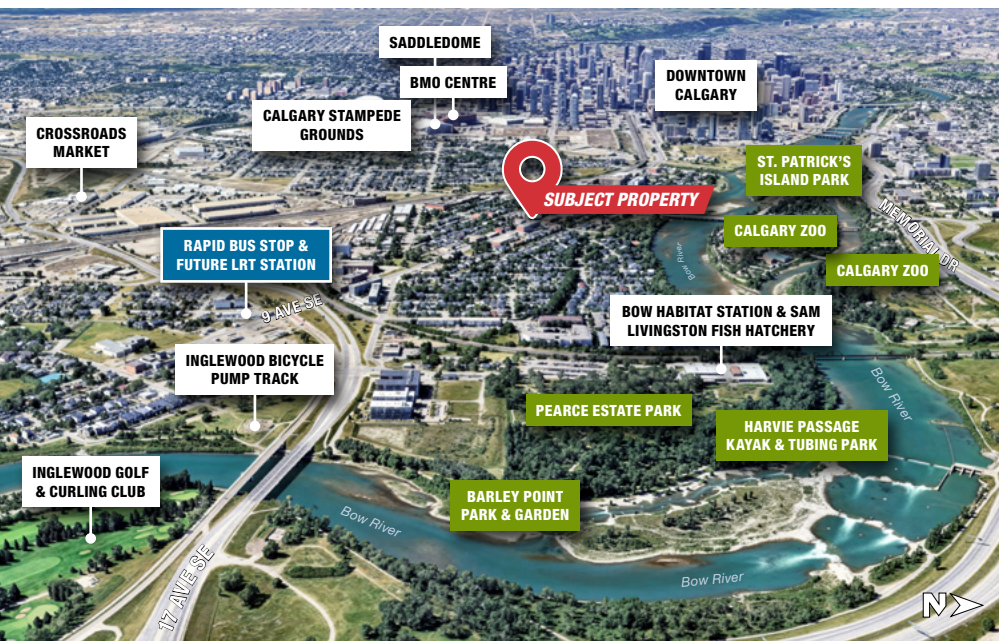 SADDLEDOME
BMO CENTRE
DOWNTOWN
CALGARY
CALGARY STAMPEDE
GROUNDS
CROSSROADS
MARKET
ST. PATRICK'S
ISLAND PARK
SUBJECT PROPERTY
MEMORIAL DR
CALGARY ZOO
RAPID BUS STOP &
FUTURE LRT STATION
Bow River
CALGARY ZOO
9 AVE SE
BOW HABITAT STATION & SAM
LIVINGSTON FISH HATCHERY
INGLEWOOD BICYCLE
PUMP TRACK
Bow River
PEARCE ESTATE PARK
HARVIE PASSAGE
KAYAK & TUBING PARK
INGLEWOOD GOLF
& CURLING CLUB
BARLEY POINT
PARK & GARDEN
Bow River
17 AVE SE
Bow River
N